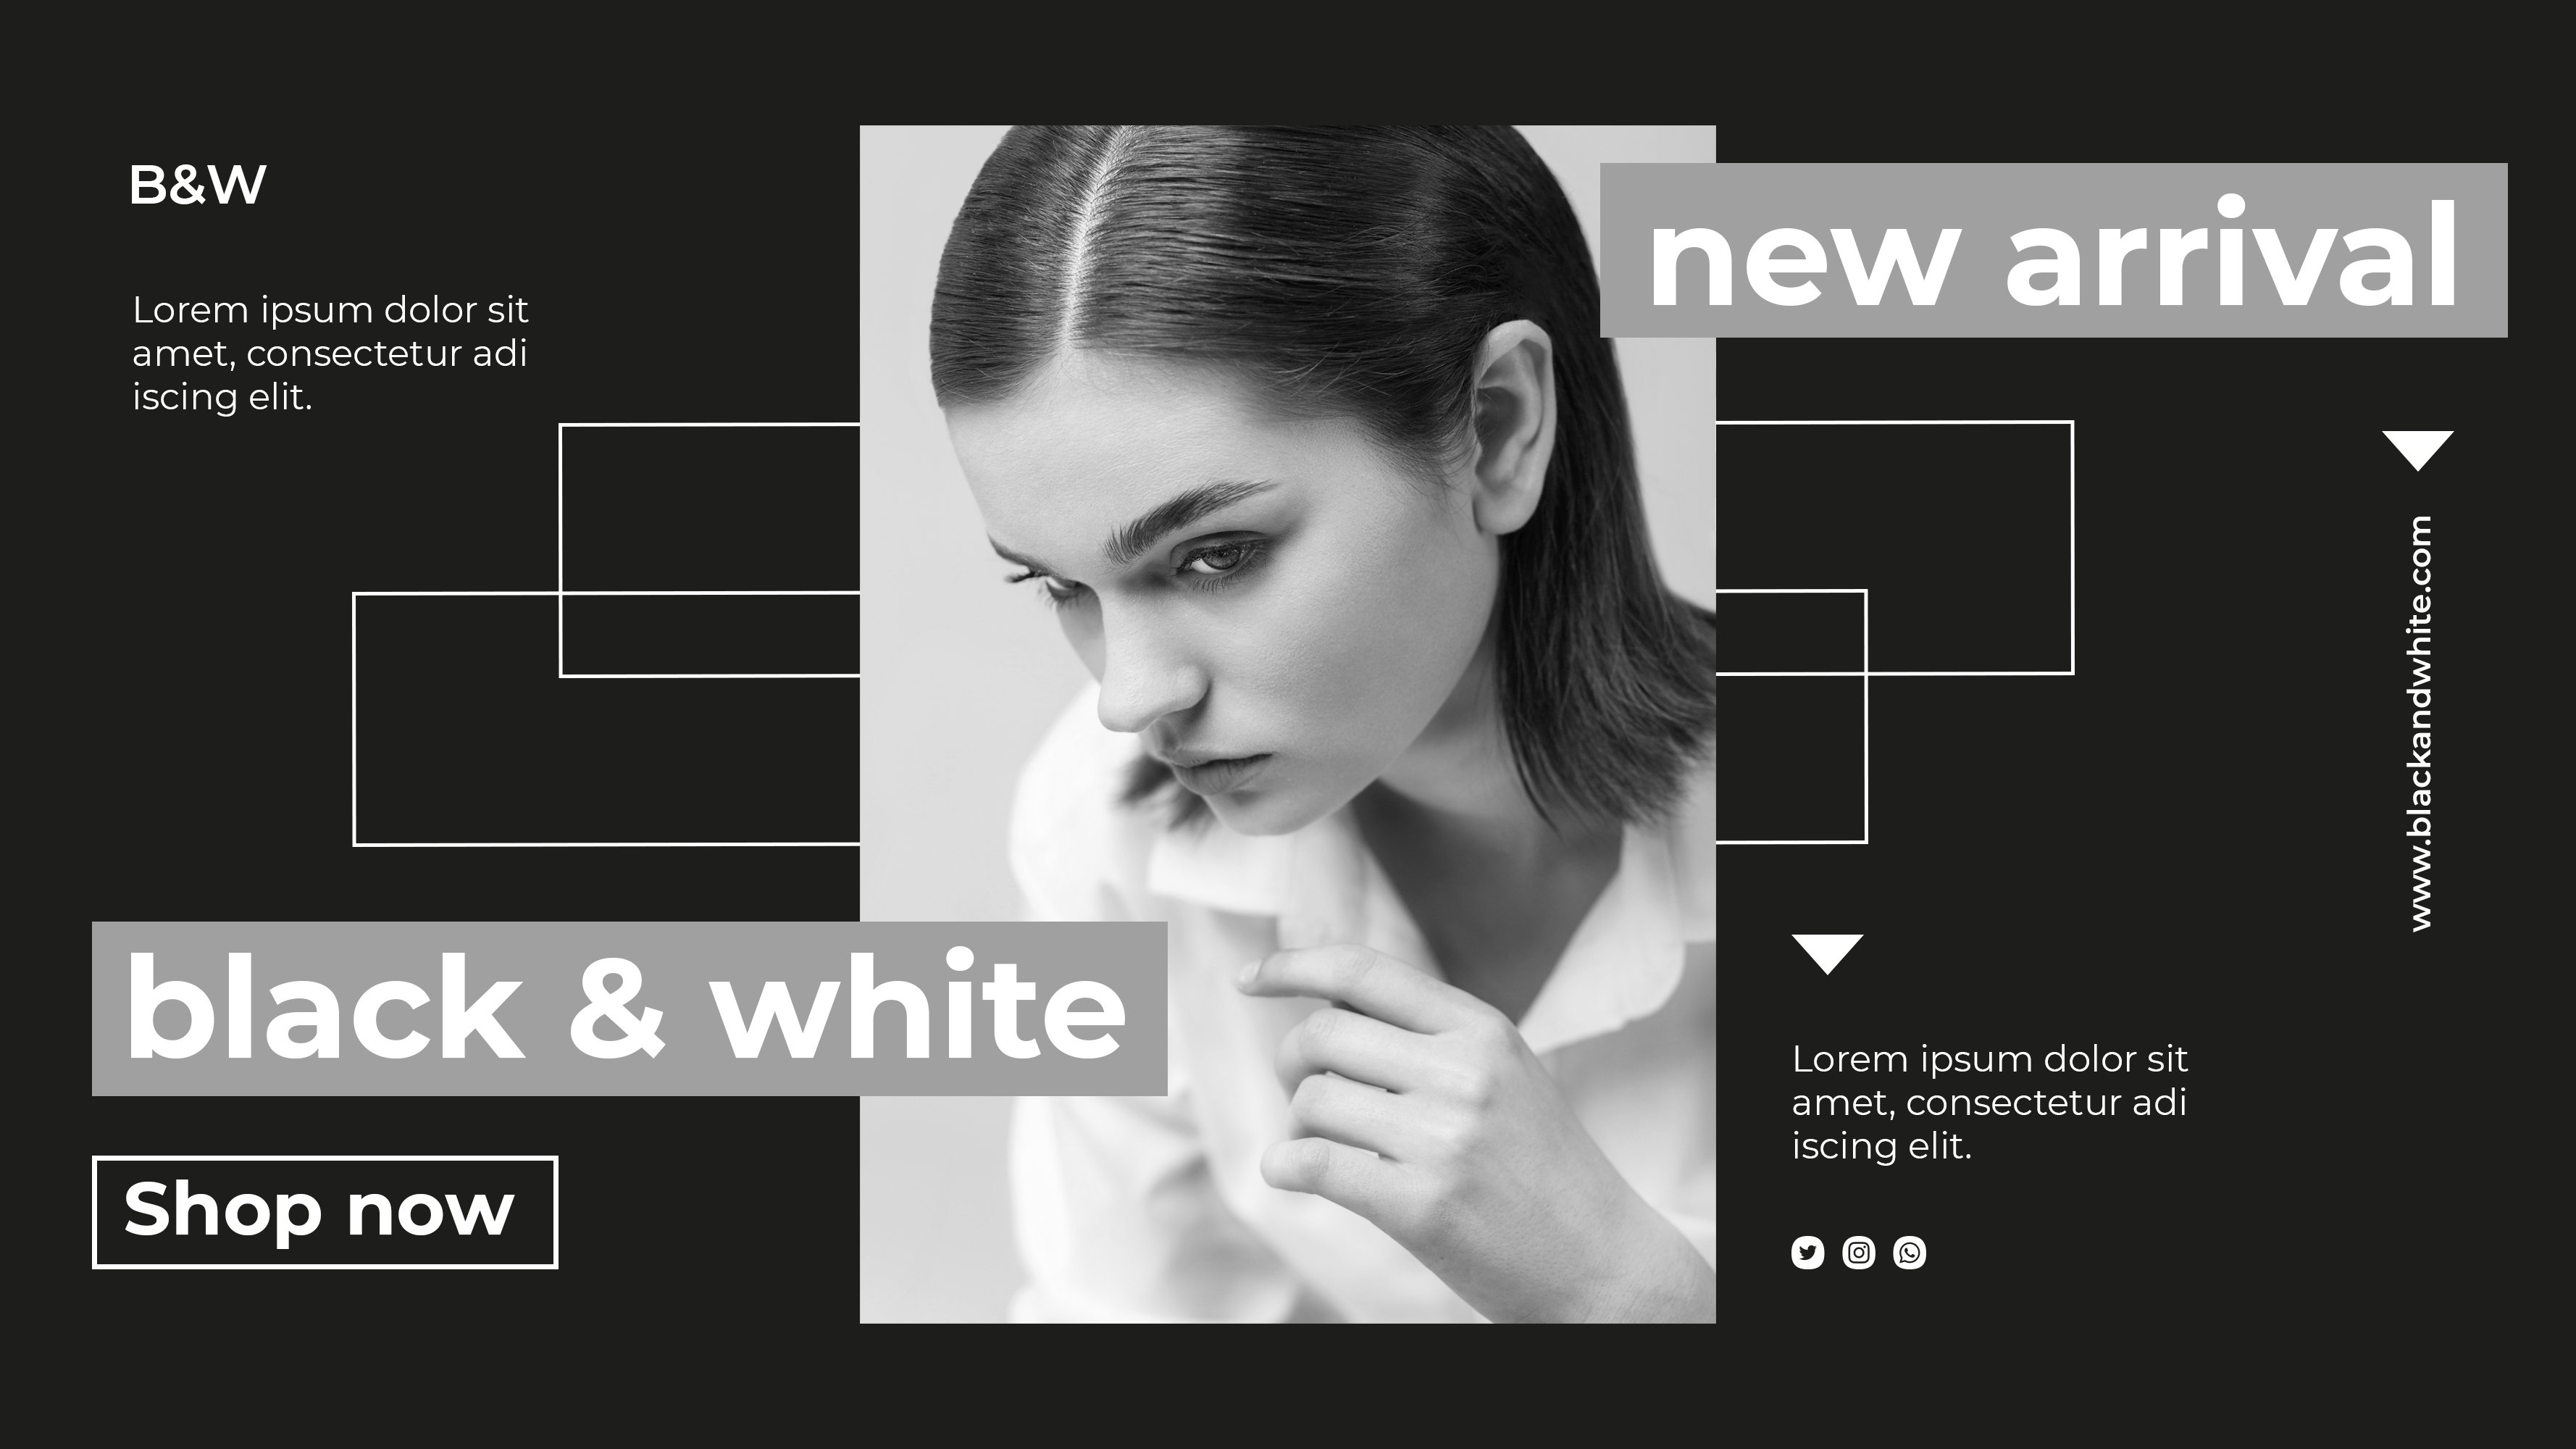 B&W
Lorem ipsum dolor sit
amet, consectetur adi
iscing elit.
new arrival
www.blackandwhite.com
black & white
Shop now
Lorem ipsum dolor sit
amet, consectetur adi
iscing elit.